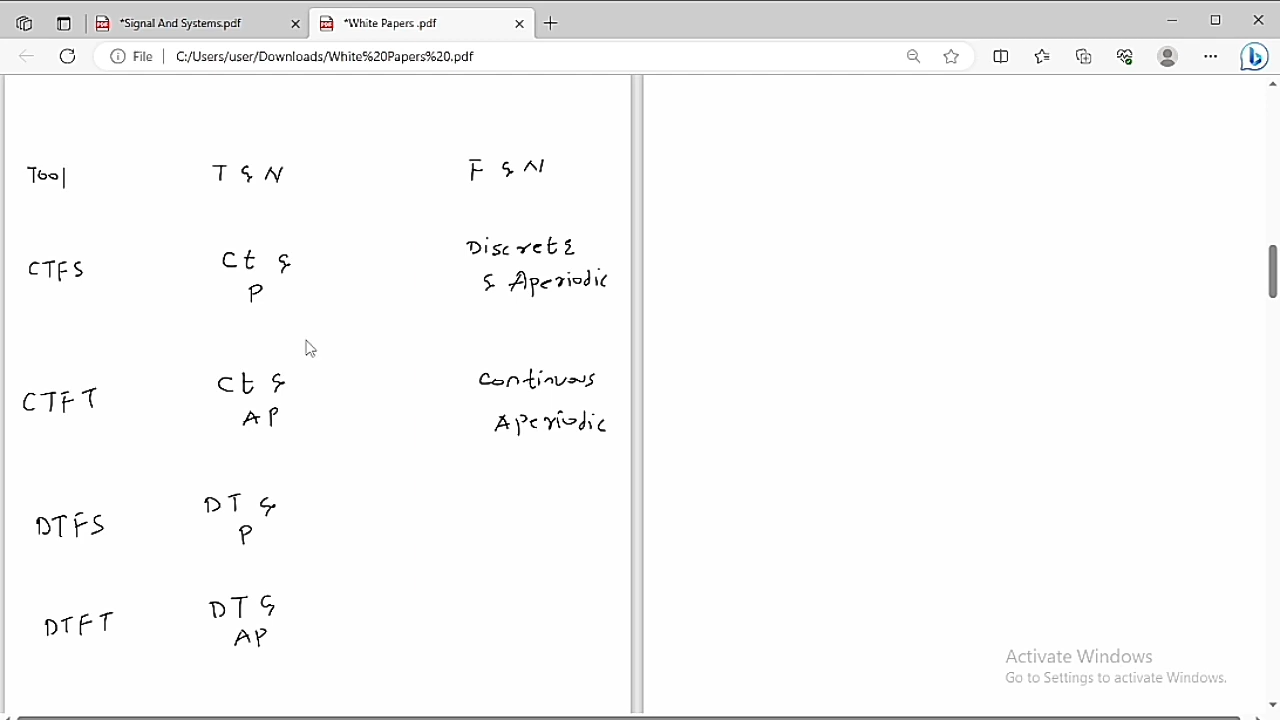 *Signal And Systems.pdf
*White Papers .pdf
File
C:/Users/user/Downloads/White%20Papers%20.pdf
Tool T & N F & N
CTFS Ct & P Discrete & & Aperiodic
CTFT Ct & AP Continuous Aperiodic
DTFS DT & P
DTFT DT & AP
Activate Windows
Go to Settings to activate Windows.